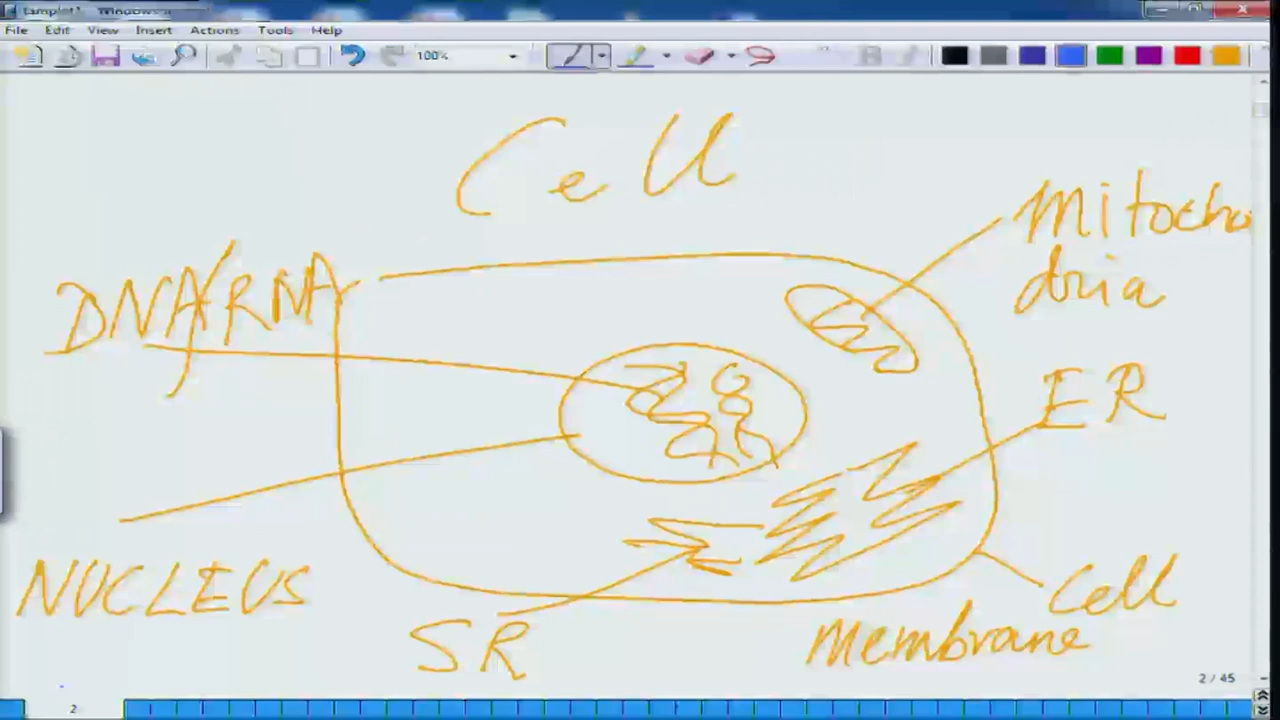 File Edit View Insert Actions Tools Help
100%
Cell
Mitocho
dria
DNA/RNA
ER
NUCLEUS
SR
Cell
Membrane
2 / 45
2